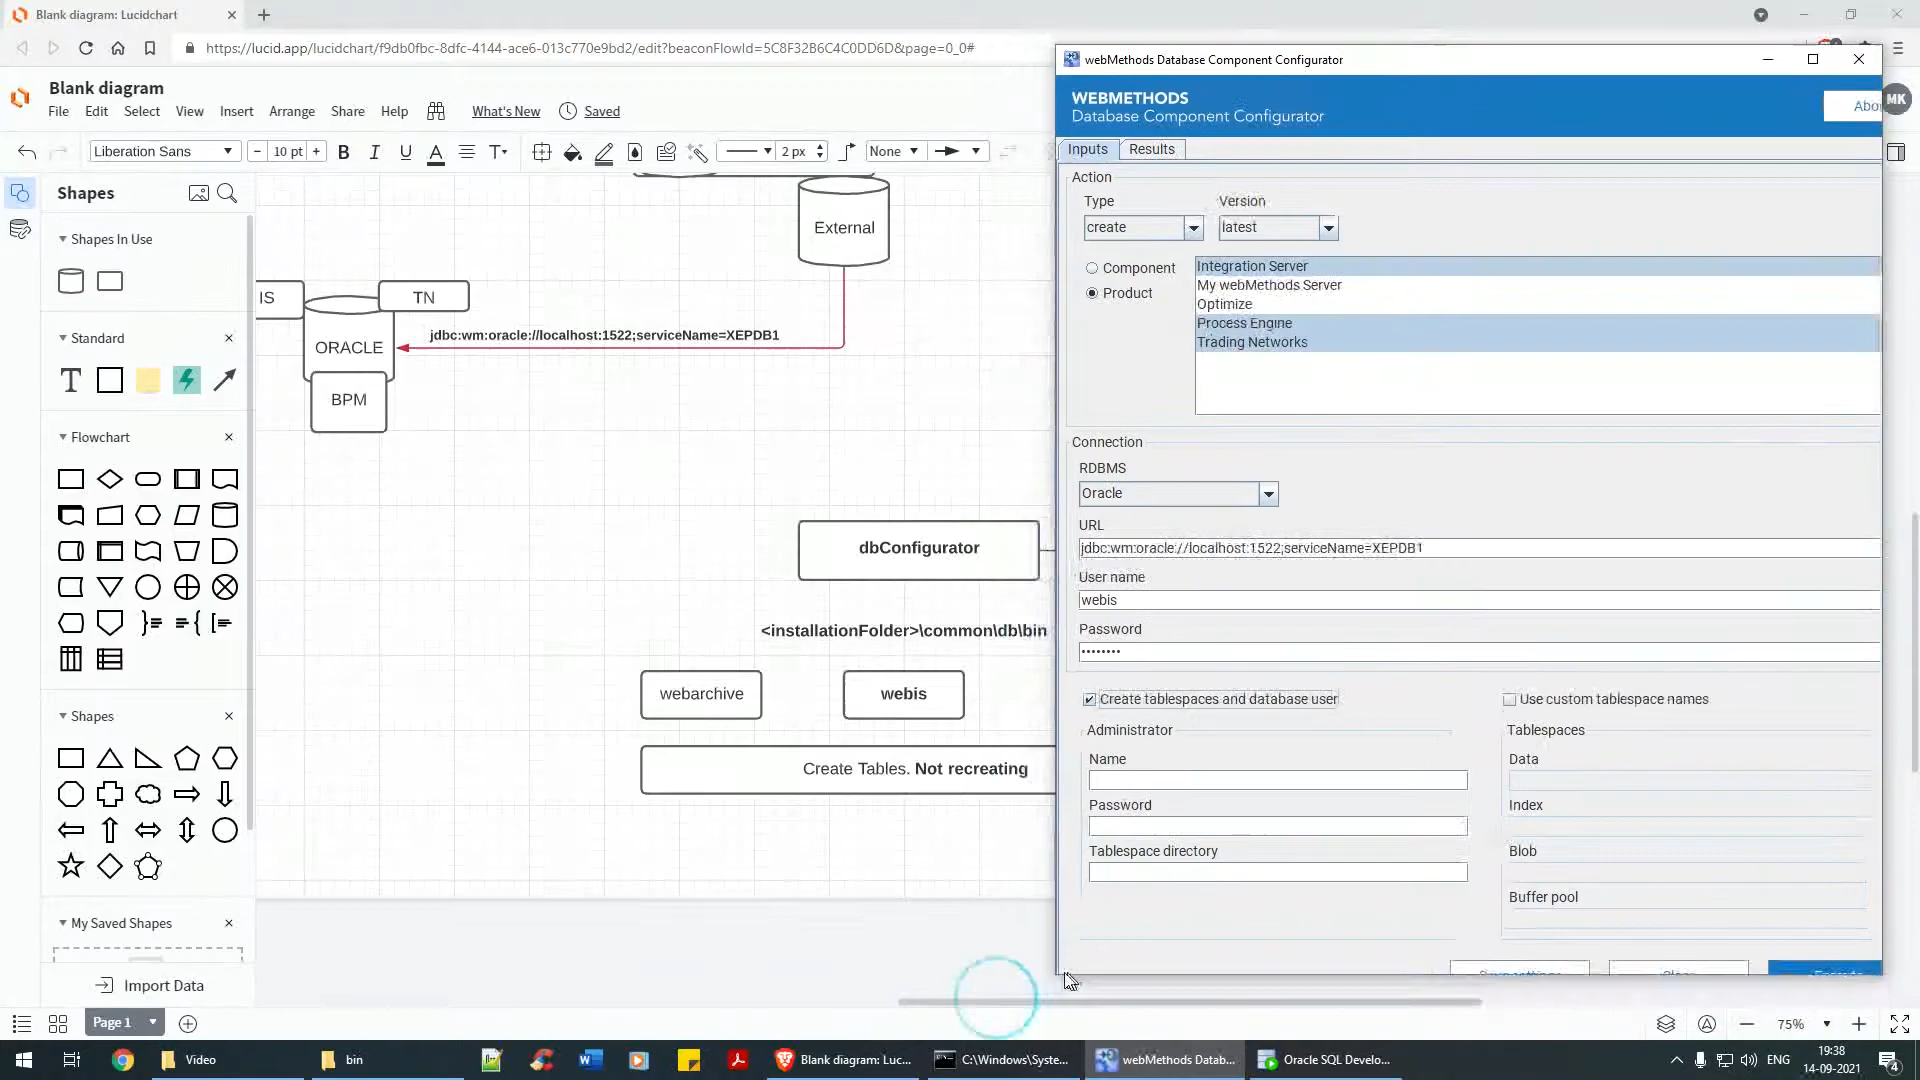 Blank diagram: Lucidchart
https://lucid.app/lucidchart/f9db0fbc-8dfc-4144-ace6-013c770e9bd2/edit?beaconFlowId=5C8F32B6C4C0DD6D&page=0_0#
Blank diagram
File Edit Select View Insert Arrange Share Help What's New Saved
Liberation Sans 10 pt B I U A T 2 px None
Shapes
Shapes In Use
Standard
T
Flowchart
Shapes
My Saved Shapes
Import Data
Page 1
75%
External
IS
TN
ORACLE
jdbc:wm:oracle://localhost:1522;serviceName=XEPDB1
BPM
dbConfigurator
<installationFolder>\common\db\bin
webarchive
webis
Create Tables. Not recreating
webMethods Database Component Configurator
WEBMETHODS
Database Component Configurator
Abo
MK
Inputs Results
Action
Type Version
create latest
Component
Product
Integration Server
My webMethods Server
Optimize
Process Engine
Trading Networks
Connection
RDBMS
Oracle
URL
jdbc:wm:oracle://localhost:1522;serviceName=XEPDB1
User name
webis
Password
••••••••
Create tablespaces and database user
Use custom tablespace names
Administrator
Name
Password
Tablespace directory
Tablespaces
Data
Index
Blob
Buffer pool
Video
bin
Blank diagram: Luc...
C:\Windows\Syste...
webMethods Datab...
Oracle SQL Develo...
ENG
19:38
14-09-2021
4